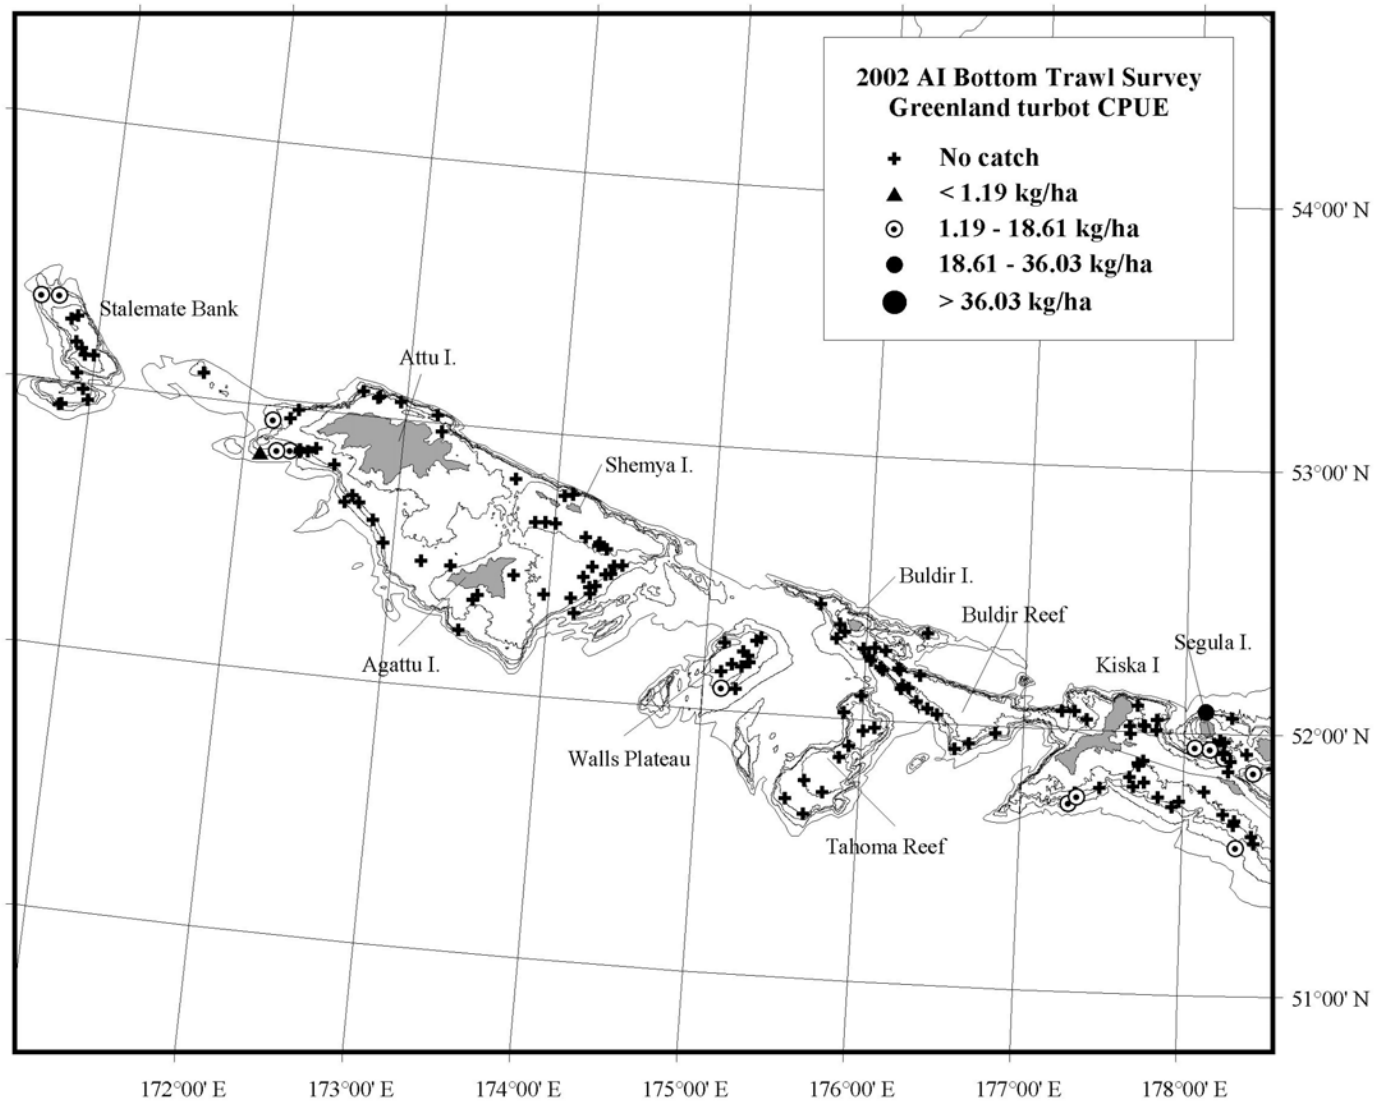 2002 AI Bottom Trawl Survey
Greenland turbot CPUE
No catch
< 1.19 kg/ha
1.19 - 18.61 kg/ha
18.61 - 36.03 kg/ha
> 36.03 kg/ha
54°00' N
Stalemate Bank
Attu I.
Shemya I.
53°00' N
Buldir I.
Buldir Reef
Segula I.
Agattu I.
Kiska I
52°00' N
Walls Plateau
Tahoma Reef
51°00' N
172°00' E
173°00' E
174°00' E
175°00' E
176°00' E
177°00' E
178°00' E